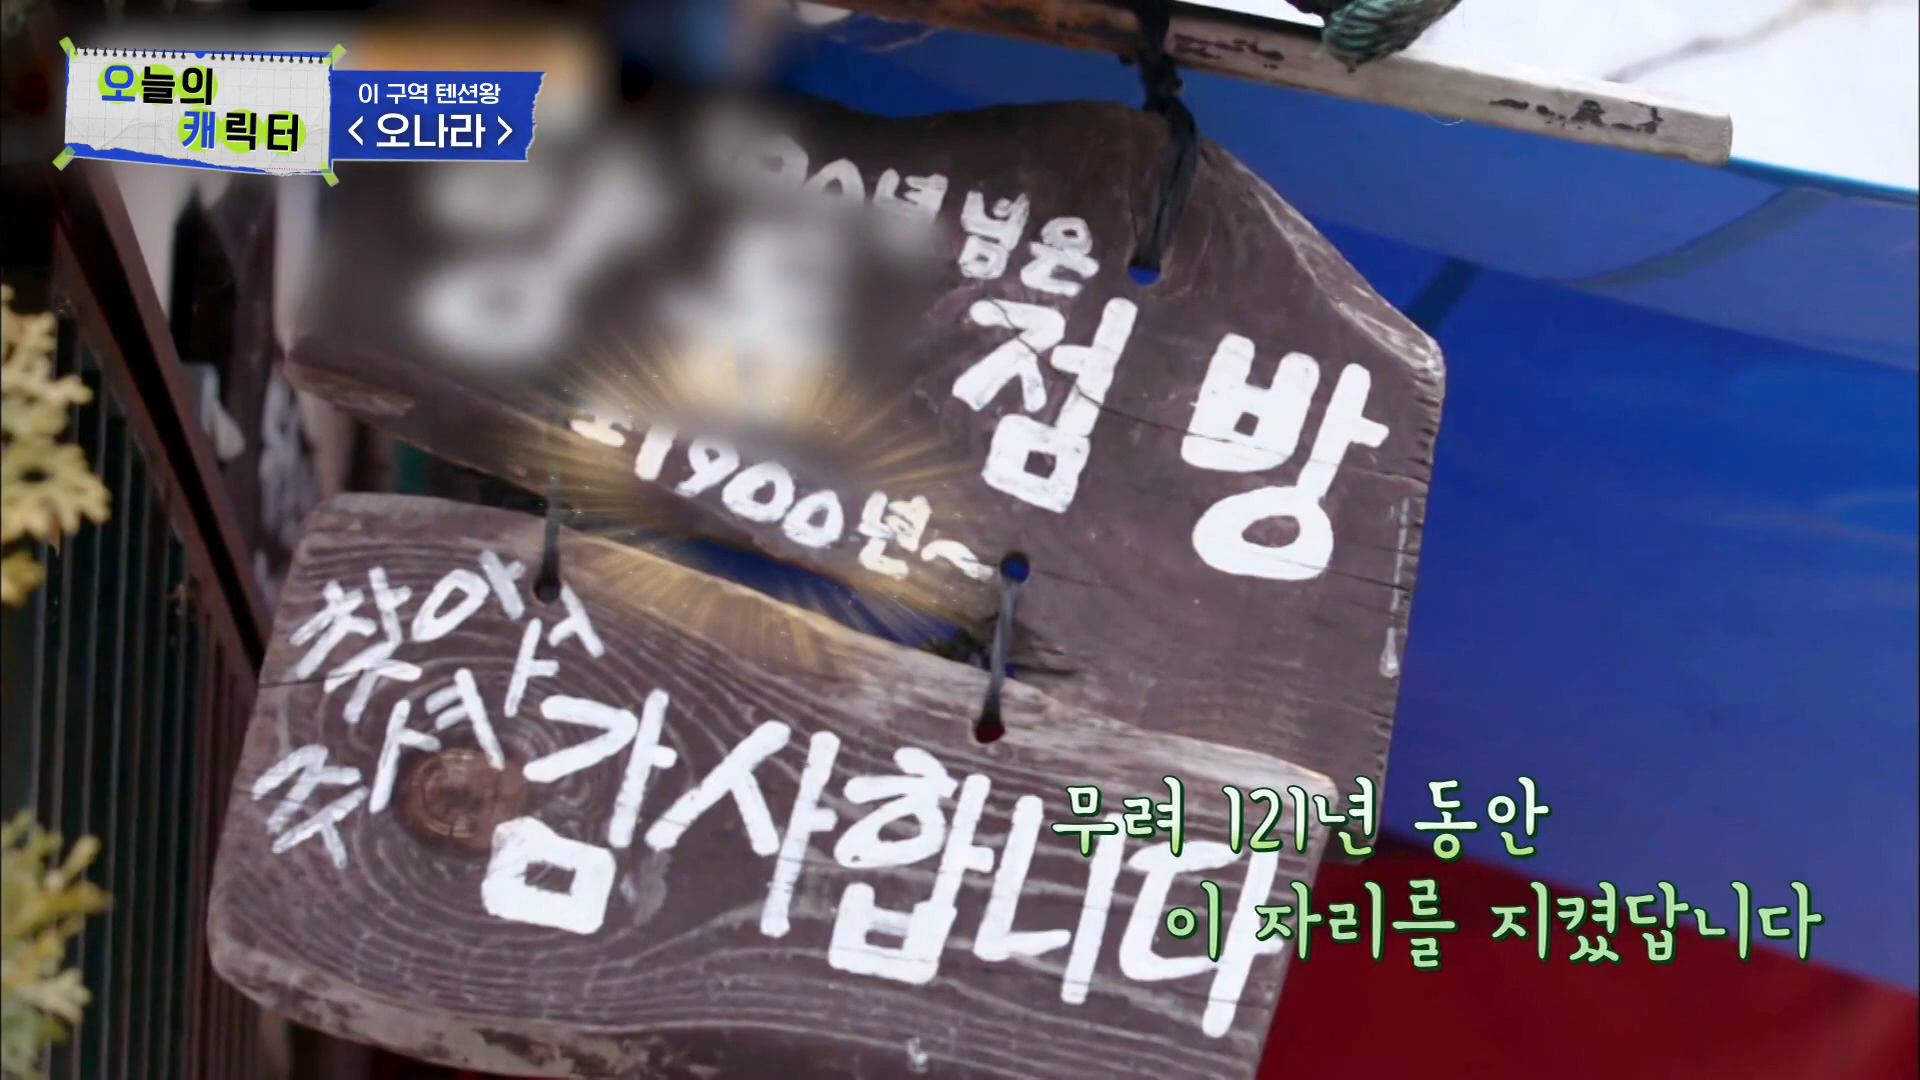 오늘의
캐릭터
이 구역 텐션왕
< 오나라 >
넘은
점방
1900년~
찾아
주셔서
감사합니다
무려 121년 동안
이 자리를 지켰답니다